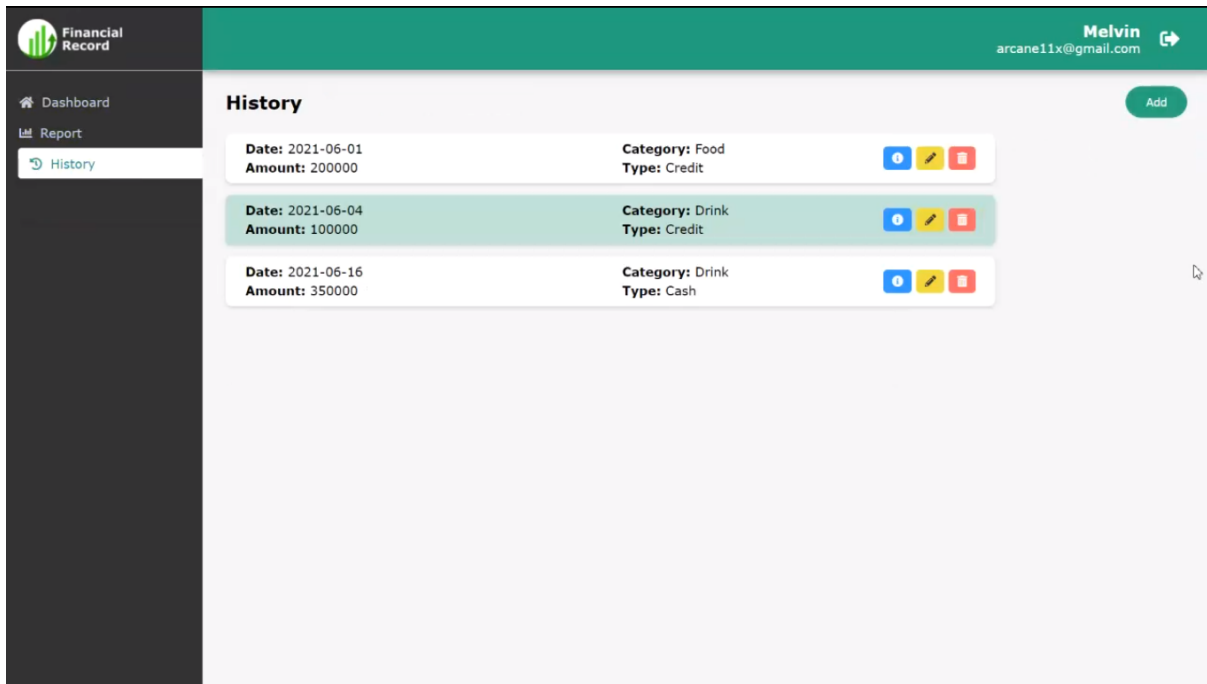 Financial
Record
Melvin
arcane11x@gmail.com
Dashboard
Report
History
History
Add
Date: 2021-06-01
Amount: 200000
Category: Food
Type: Credit
Date: 2021-06-04
Amount: 100000
Category: Drink
Type: Credit
Date: 2021-06-16
Amount: 350000
Category: Drink
Type: Cash